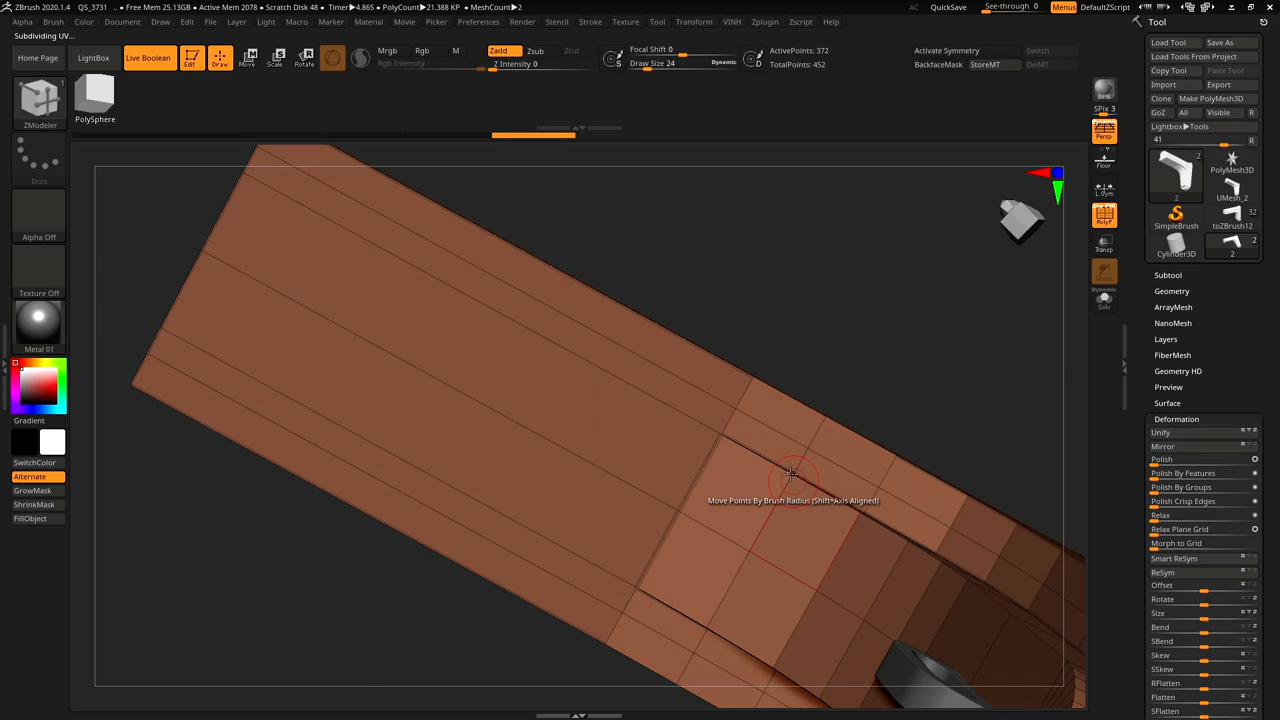 ZBrush 2020.1.4 QS_3731 • Free Mem 25.13GB • Active Mem 2078 • Scratch Disk 48 • Timer▶4.865 • PolyCount▶21.388 KP • MeshCount▶2
AC QuickSave See-through 0 Menus DefaultZScript
Alpha Brush Color Document Draw Edit File Layer Light Macro Marker Material Movie Picker Preferences Render Stencil Stroke Texture Tool Transform VINH Zplugin Zscript Help
Subdividing UV...
Home Page LightBox Live Boolean Edit Draw Move Scale Rotate
Mrgb Rgb M
Rgb Intensity
Zadd Zsub Zcut
Z Intensity 0
S
Focal Shift 0
Draw Size 24 Dynamic
D
ActivePoints: 372
TotalPoints: 452
Activate Symmetry Switch
BackfaceMask StoreMT DelMT
1
ZModeler
PolySphere
Dots
Alpha Off
Texture Off
Metal 01
Gradient
SwitchColor
Alternate
GrowMask
ShrinkMask
FillObject
Move Points By Brush Radius (Shift=Axis Aligned)
BPR
SPix 3
Dynamic
Persp
Floor
L.Sym
PolyF
Transp
Ghost
Dynamic
Solo
Tool
Load Tool Save As
Load Tools From Project
Copy Tool Paste Tool
Import Export
Clone Make PolyMesh3D
GoZ All Visible R
Lightbox▶Tools
41 R
2
PolyMesh3D
2 UMesh_2
32
SimpleBrush toZBrush12
2
Cylinder3D 2
Subtool
Geometry
ArrayMesh
NanoMesh
Layers
FiberMesh
Geometry HD
Preview
Surface
Deformation
Unify
Mirror
Polish
Polish By Features
Polish By Groups
Polish Crisp Edges
Relax
Relax Plane Grid
Morph to Grid
Smart ReSym
ReSym
Offset
Rotate
Size
Bend
SBend
Skew
SSkew
RFlatten
Flatten
SFlatten